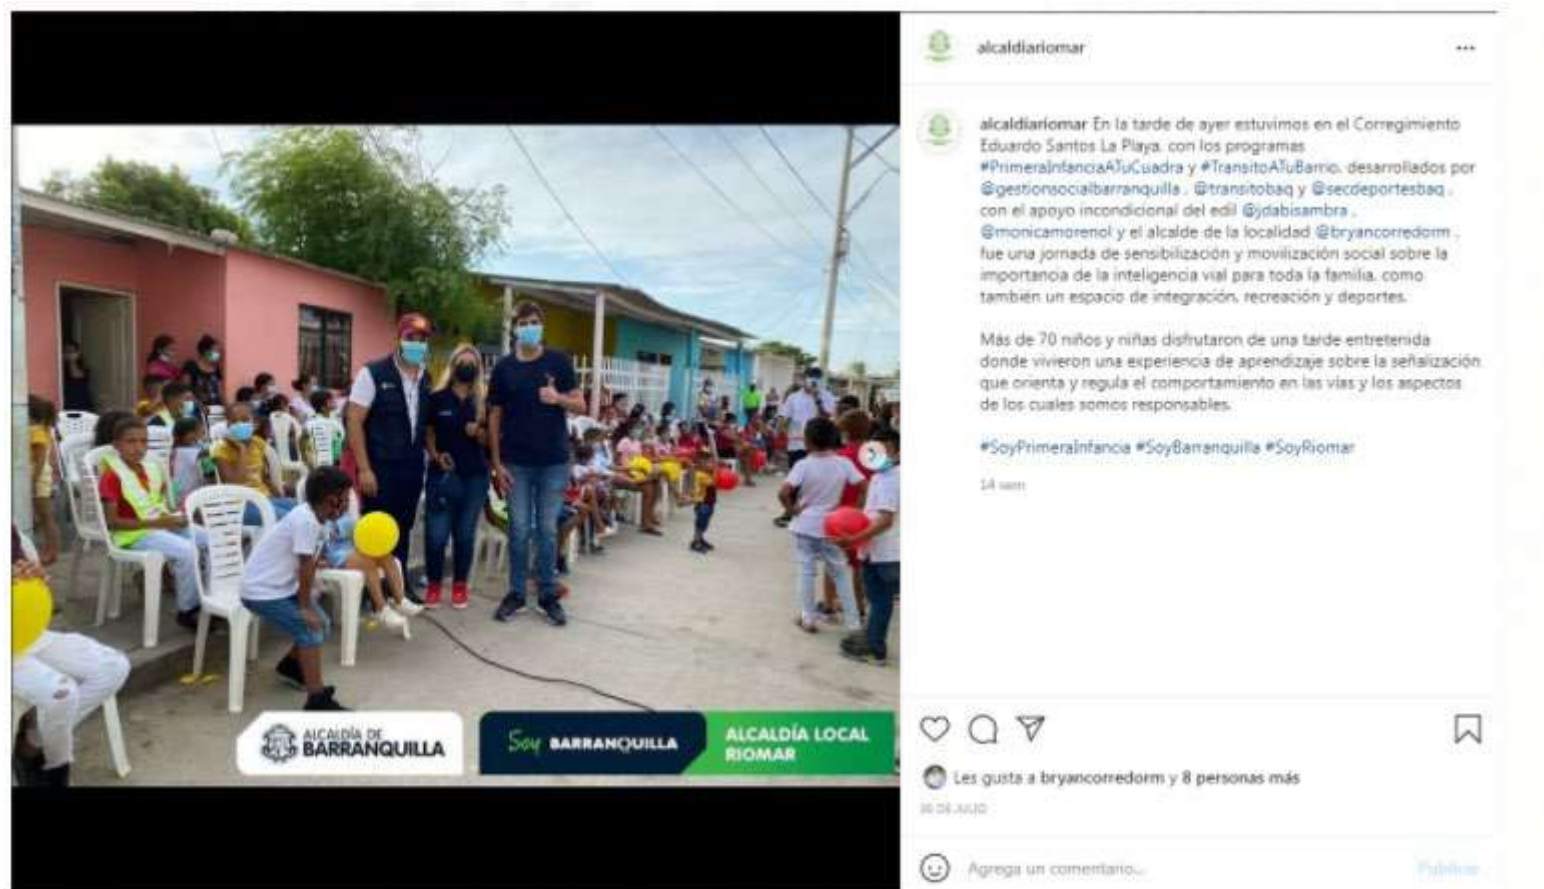 alcaldiariomar
alcaldiariomar En la tarde de ayer estuvimos en el Corregimiento
Eduardo Santos La Playa, con los programas
#PrimeraInfanciaATuCuadra y #TransitoATuBarrio, desarrollados por
@gestionsocialbarranquilla , @transitobaq y @secdeportesbaq ,
con el apoyo incondicional del edil @jdabisambra ,
@monicamorenol y el alcalde de la localidad @bryancorredorm ,
fue una jornada de sensibilización y movilización social sobre la
importancia de la inteligencia vial para toda la familia, como
también un espacio de integración, recreación y deportes.
Más de 70 niños y niñas disfrutaron de una tarde entretenida
donde vivieron una experiencia de aprendizaje sobre la señalización
que orienta y regula el comportamiento en las vías y los aspectos
de los cuales somos responsables.
#SoyPrimeraInfancia #SoyBarranquilla #SoyRiomar
14 sem
ALCALDÍA DE
BARRANQUILLA
Soy BARRANQUILLA
ALCALDÍA LOCAL
RIOMAR
Les gusta a bryancorredorm y 8 personas más
DE JULIO
Agrega un comentario...
Publicar